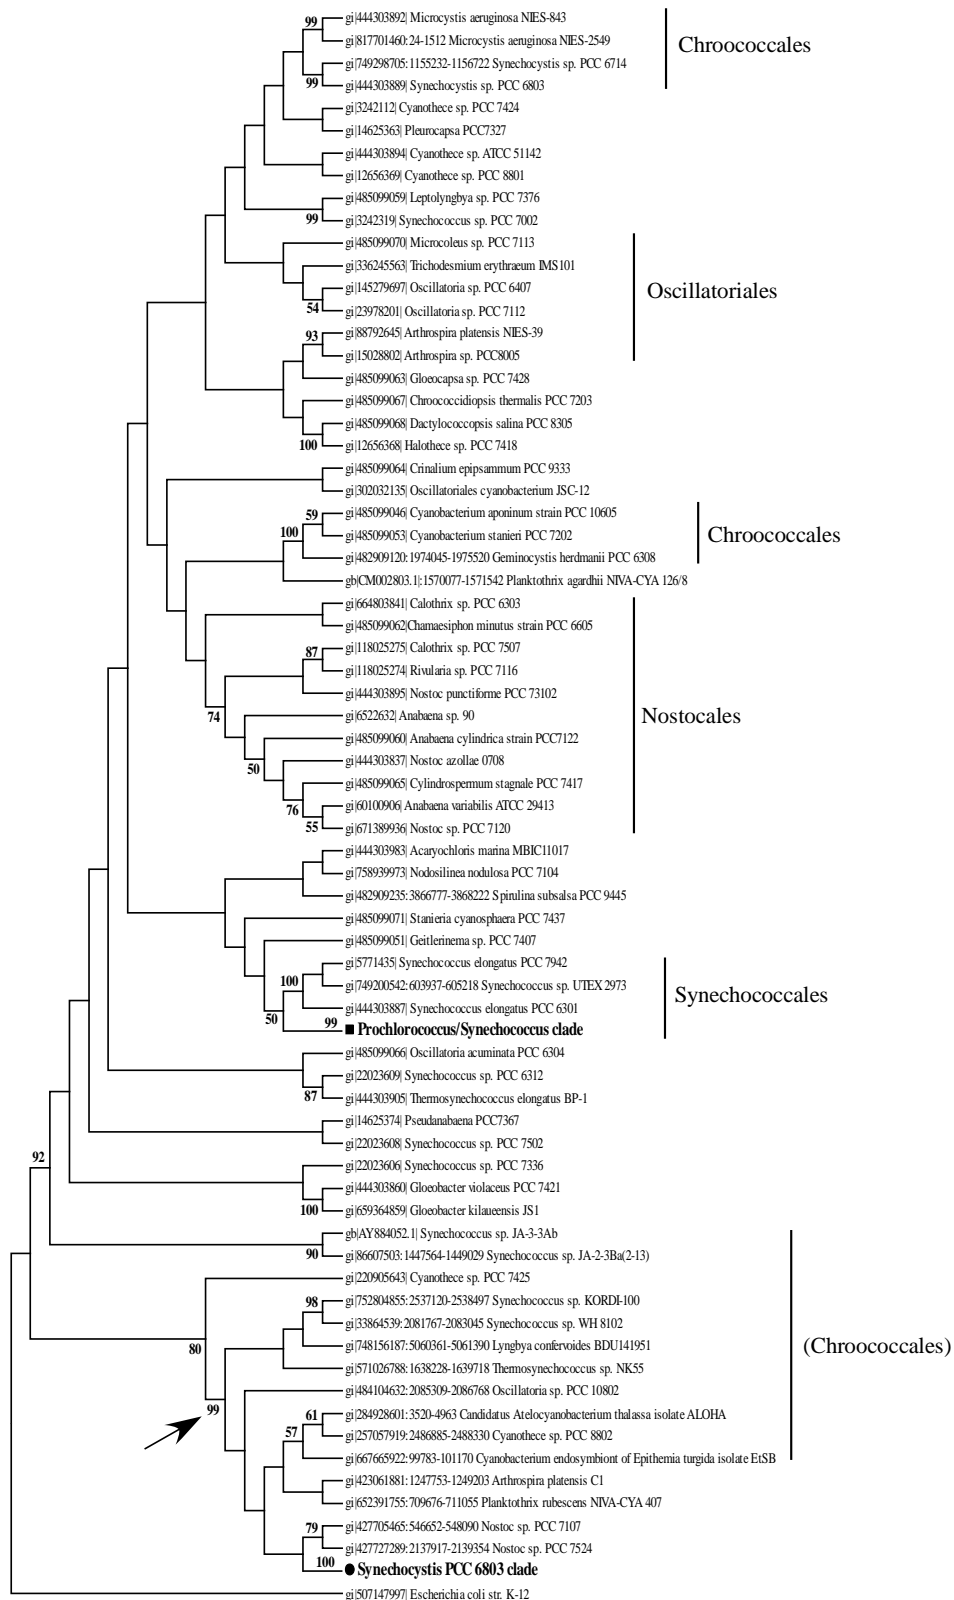 99
gi|444303892| Microcystis aeruginosa NIES-843
gi|817701460:24-1512 Microcystis aeruginosa NIES-2549
Chroococcales
gi|749298705:1155232-1156722 Synechocystis sp. PCC 6714
99
gi|444303889| Synechocystis sp. PCC 6803
gi|3242112| Cyanothece sp. PCC 7424
gi|14625363| Pleurocapsa PCC7327
gi|444303894| Cyanothece sp. ATCC 51142
gi|12656369| Cyanothece sp. PCC 8801
gi|485099059| Leptolyngbya sp. PCC 7376
99
gi|3242319| Synechococcus sp. PCC 7002
gi|485099070| Microcoleus sp. PCC 7113
gi|336245563| Trichodesmium erythraeum IMS101
gi|145279697| Oscillatoria sp. PCC 6407
Oscillatoriales
54
gi|23978201| Oscillatoria sp. PCC 7112
93
gi|88792645| Arthrospira platensis NIES-39
gi|15028802| Arthrospira sp. PCC8005
gi|485099063| Gloeocapsa sp. PCC 7428
gi|485099067| Chroococcidiopsis thermalis PCC 7203
gi|485099068| Dactylococcopsis salina PCC 8305
100
gi|12656368| Halothece sp. PCC 7418
gi|485099064| Crinalium epipsammum PCC 9333
gi|302032135| Oscillatoriales cyanobacterium JSC-12
59
gi|485099046| Cyanobacterium aponinum strain PCC 10605
100
gi|485099053| Cyanobacterium stanieri PCC 7202
Chroococcales
gi|482909120:1974045-1975520 Geminocystis herdmanii PCC 6308
gb|CM002803.1|:1570077-1571542 Planktothrix agardhii NIVA-CYA 126/8
gi|664803841| Calothrix sp. PCC 6303
gi|485099062|Chamaesiphon minutus strain PCC 6605
87
gi|118025275| Calothrix sp. PCC 7507
gi|118025274| Rivularia sp. PCC 7116
gi|444303895| Nostoc punctiforme PCC 73102
74
gi|6522632| Anabaena sp. 90
Nostocales
gi|485099060| Anabaena cylindrica strain PCC7122
50
gi|444303837| Nostoc azollae 0708
gi|485099065| Cylindrospermum stagnale PCC 7417
76
gi|60100906| Anabaena variabilis ATCC 29413
55
gi|671389936| Nostoc sp. PCC 7120
gi|444303983| Acaryochloris marina MBIC11017
gi|758939973| Nodosilinea nodulosa PCC 7104
gi|482909235:3866777-3868222 Spirulina subsalsa PCC 9445
gi|485099071| Stanieria cyanosphaera PCC 7437
gi|485099051| Geitlerinema sp. PCC 7407
gi|5771435| Synechococcus elongatus PCC 7942
100
gi|749200542:603937-605218 Synechococcus sp. UTEX 2973
Synechococcales
gi|444303887| Synechococcus elongatus PCC 6301
50
99
Prochlorococcus/Synechococcus clade
gi|485099066| Oscillatoria acuminata PCC 6304
gi|22023609| Synechococcus sp. PCC 6312
87
gi|444303905| Thermosynechococcus elongatus BP-1
gi|14625374| Pseudanabaena PCC7367
gi|22023608| Synechococcus sp. PCC 7502
92
gi|22023606| Synechococcus sp. PCC 7336
gi|444303860| Gloeobacter violaceus PCC 7421
100
gi|659364859| Gloeobacter kilaueensis JS1
gb|AY884052.1| Synechococcus sp. JA-3-3Ab
90
gi|86607503:1447564-1449029 Synechococcus sp. JA-2-3Ba(2-13)
gi|220905643| Cyanothece sp. PCC 7425
98
gi|752804855:2537120-2538497 Synechococcus sp. KORDI-100
gi|33864539:2081767-2083045 Synechococcus sp. WH 8102
80
gi|748156187:5060361-5061390 Lyngbya confervoides BDU141951
(Chroococcales)
gi|571026788:1638228-1639718 Thermosynechococcus sp. NK55
gi|484104632:2085309-2086768 Oscillatoria sp. PCC 10802
99
61
gi|284928601:3520-4963 Candidatus Atelocyanobacterium thalassa isolate ALOHA
57
gi|257057919:2486885-2488330 Cyanothece sp. PCC 8802
gi|667665922:99783-101170 Cyanobacterium endosymbiont of Epithemia turgida isolate EtSB
gi|423061881:1247753-1249203 Arthrospira platensis C1
gi|652391755:709676-711055 Planktothrix rubescens NIVA-CYA 407
79
gi|427705465:546652-548090 Nostoc sp. PCC 7107
gi|427727289:2137917-2139354 Nostoc sp. PCC 7524
100
Synechocystis PCC 6803 clade
gi|507147997| Escherichia coli str. K-12